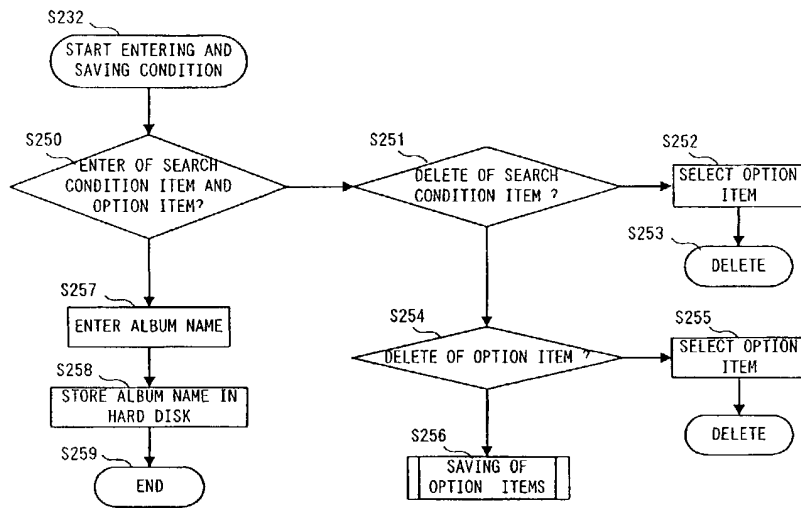 S232
START ENTERING AND
SAVING CONDITION
S250
ENTER OF SEARCH
CONDITION ITEM AND
OPTION ITEM?
S251
DELETE OF SEARCH
CONDITION ITEM ?
S252
SELECT OPTION
ITEM
S253
DELETE
S257
ENTER ALBUM NAME
S254
DELETE OF OPTION ITEM ?
S255
SELECT OPTION
ITEM
DELETE
S258
STORE ALBUM NAME IN
HARD DISK
S256
SAVING OF
OPTION ITEMS
S259
END